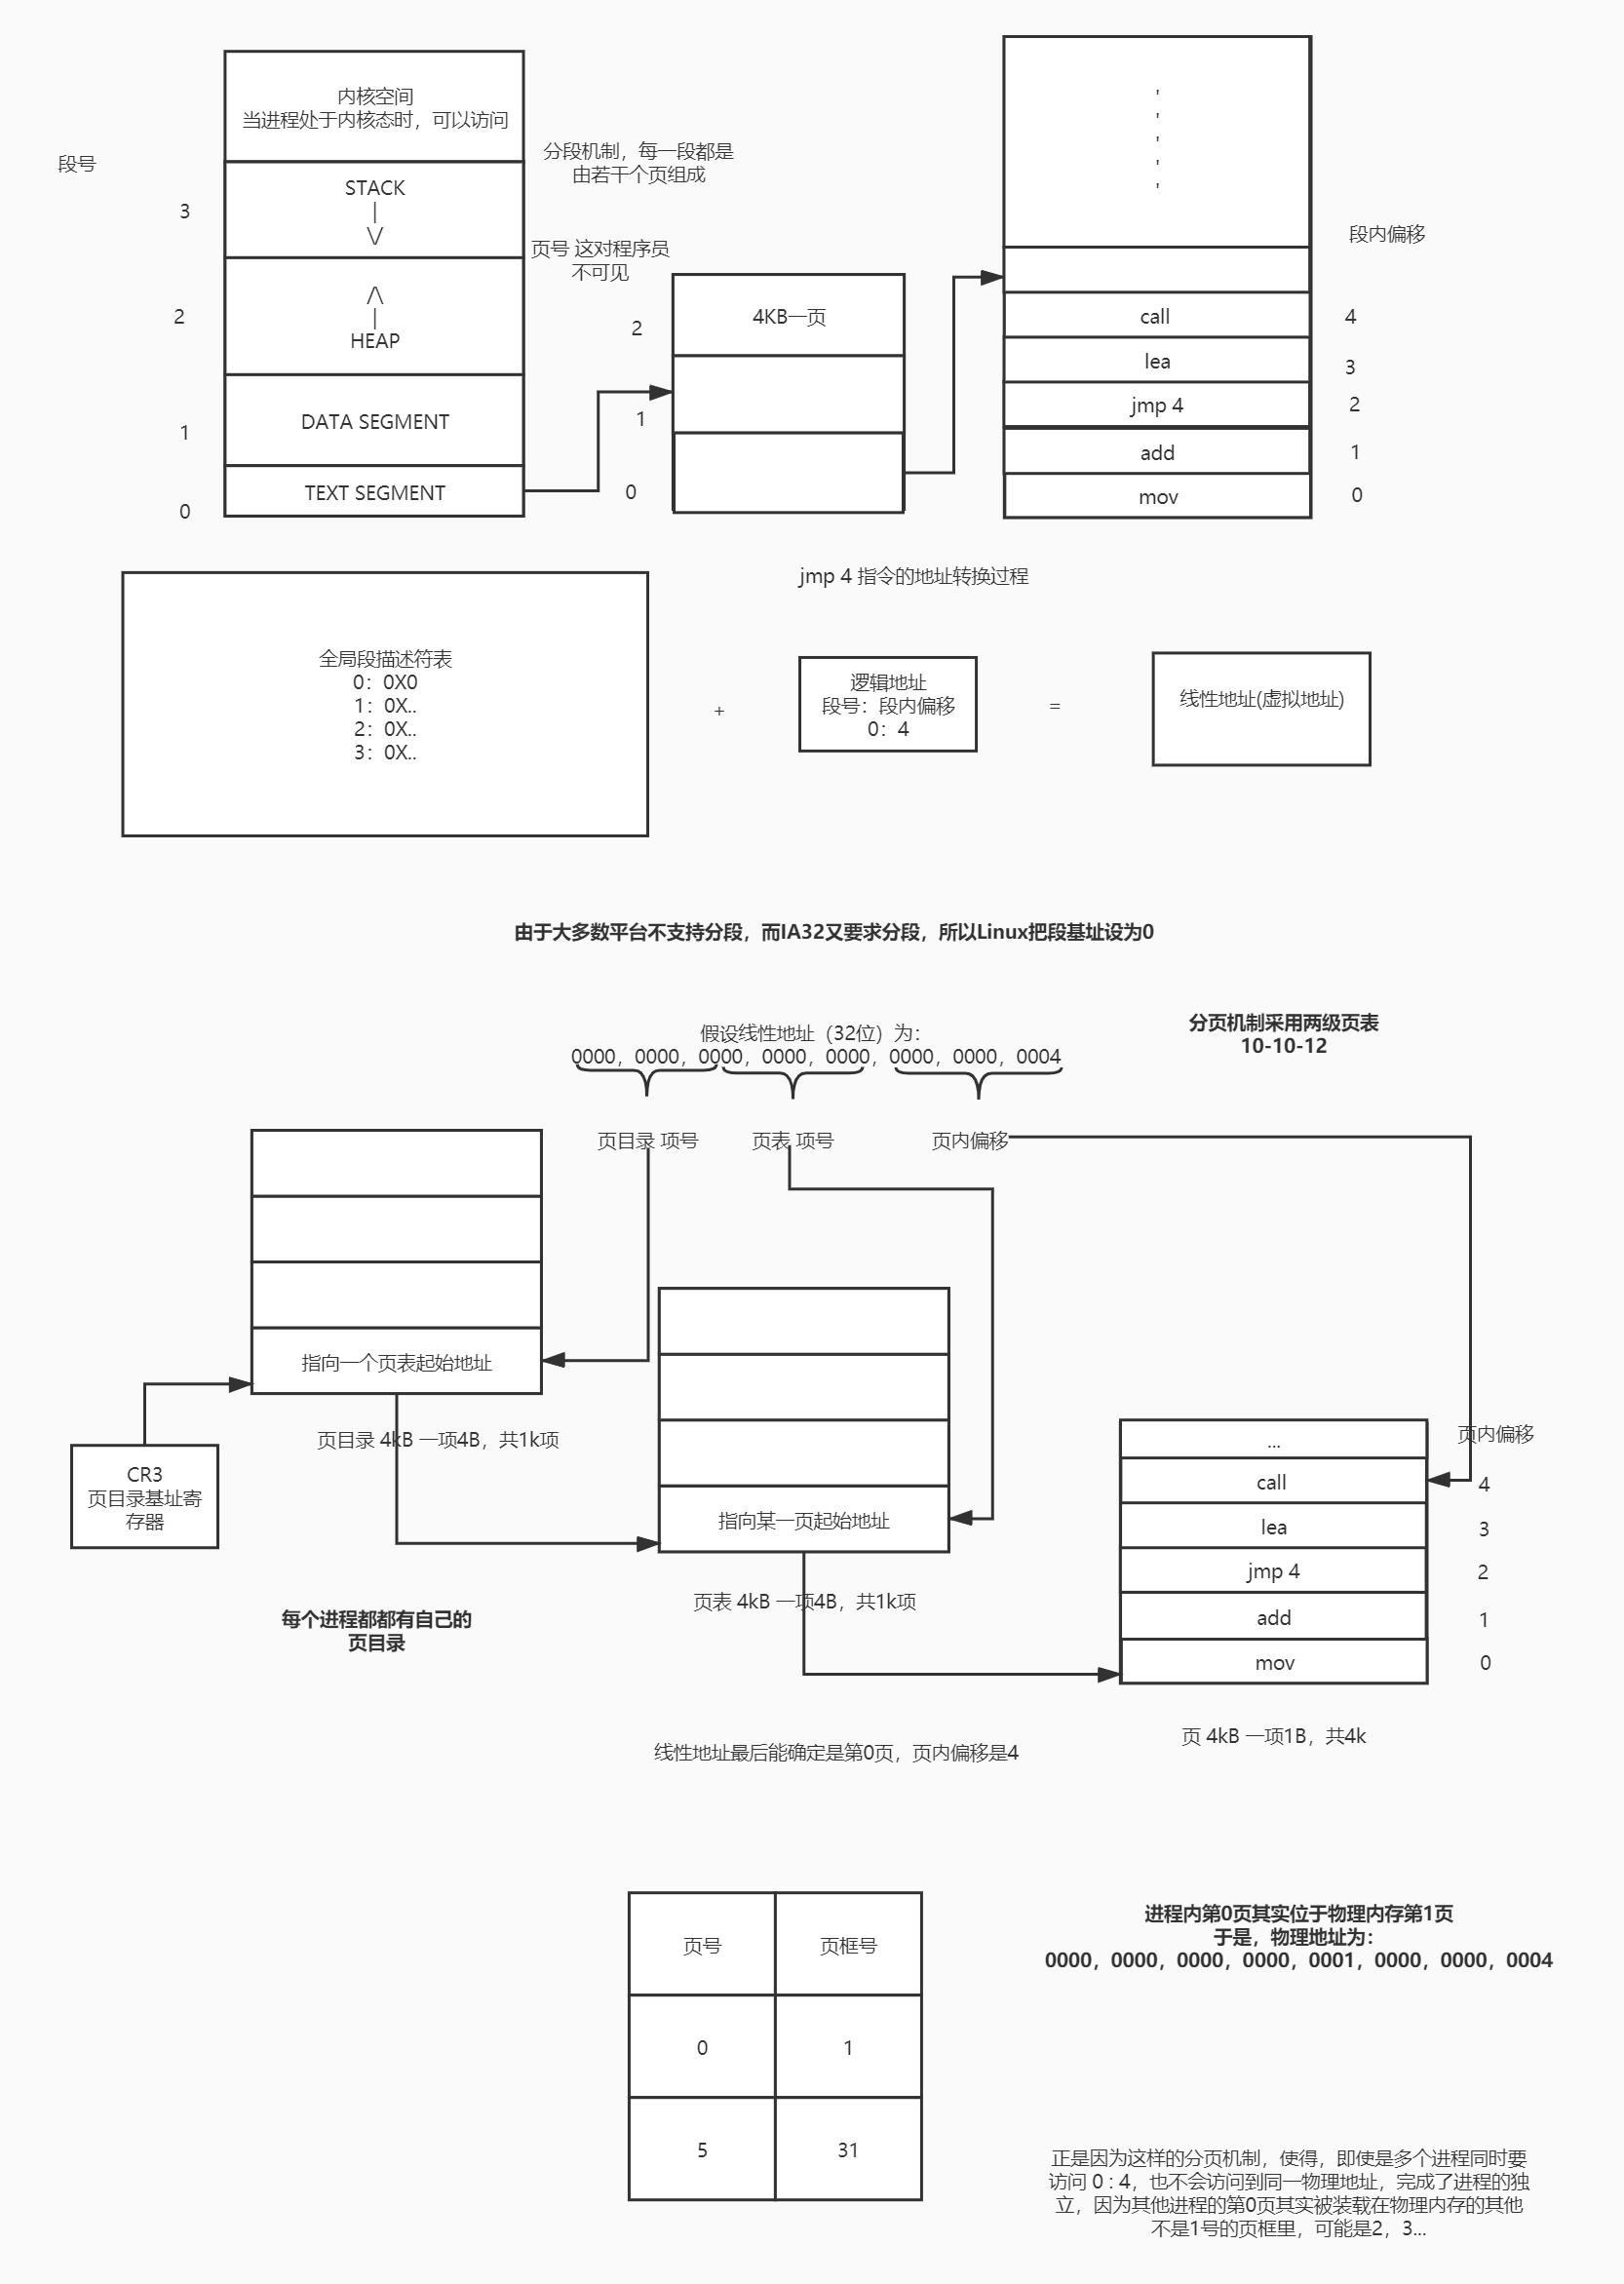 内核空间
当进程处于内核态时，可以访问
段号
STACK
|
\/
3
分段机制，每一段都是
由若干个页组成
/\
|
HEAP
2
DATA SEGMENT
1
TEXT SEGMENT
0
页号 这对程序员
不可见
4KB一页
2
1
0
'
'
'
'
'
段内偏移
call
4
lea
3
jmp 4
2
add
1
mov
0
jmp 4 指令的地址转换过程
全局段描述符表
0：0X0
1：0X..
2：0X..
3：0X..
+
逻辑地址
段号：段内偏移
0：4
=
线性地址(虚拟地址)
由于大多数平台不支持分段，而IA32又要求分段，所以Linux把段基址设为0
假设线性地址（32位）为：
0000，0000，0000，0000，0000，0000，0000，0004
分页机制采用两级页表
10-10-12
页目录 项号
页表 项号
页内偏移
指向一个页表起始地址
页目录 4kB 一项4B，共1k项
CR3
页目录基址寄
存器
指向某一页起始地址
页表 4kB 一项4B，共1k项
每个进程都都有自己的
页目录
页内偏移
...
call
4
lea
3
jmp 4
2
add
1
mov
0
页 4kB 一项1B，共4k
线性地址最后能确定是第0页，页内偏移是4
页号
页框号
0
1
5
31
进程内第0页其实位于物理内存第1页
于是，物理地址为：
0000，0000，0000，0000，0001，0000，0000，0004
正是因为这样的分页机制，使得，即使是多个进程同时要
访问 0 : 4，也不会访问到同一物理地址，完成了进程的独
立，因为其他进程的第0页其实被装载在物理内存的其他
不是1号的页框里，可能是2，3...